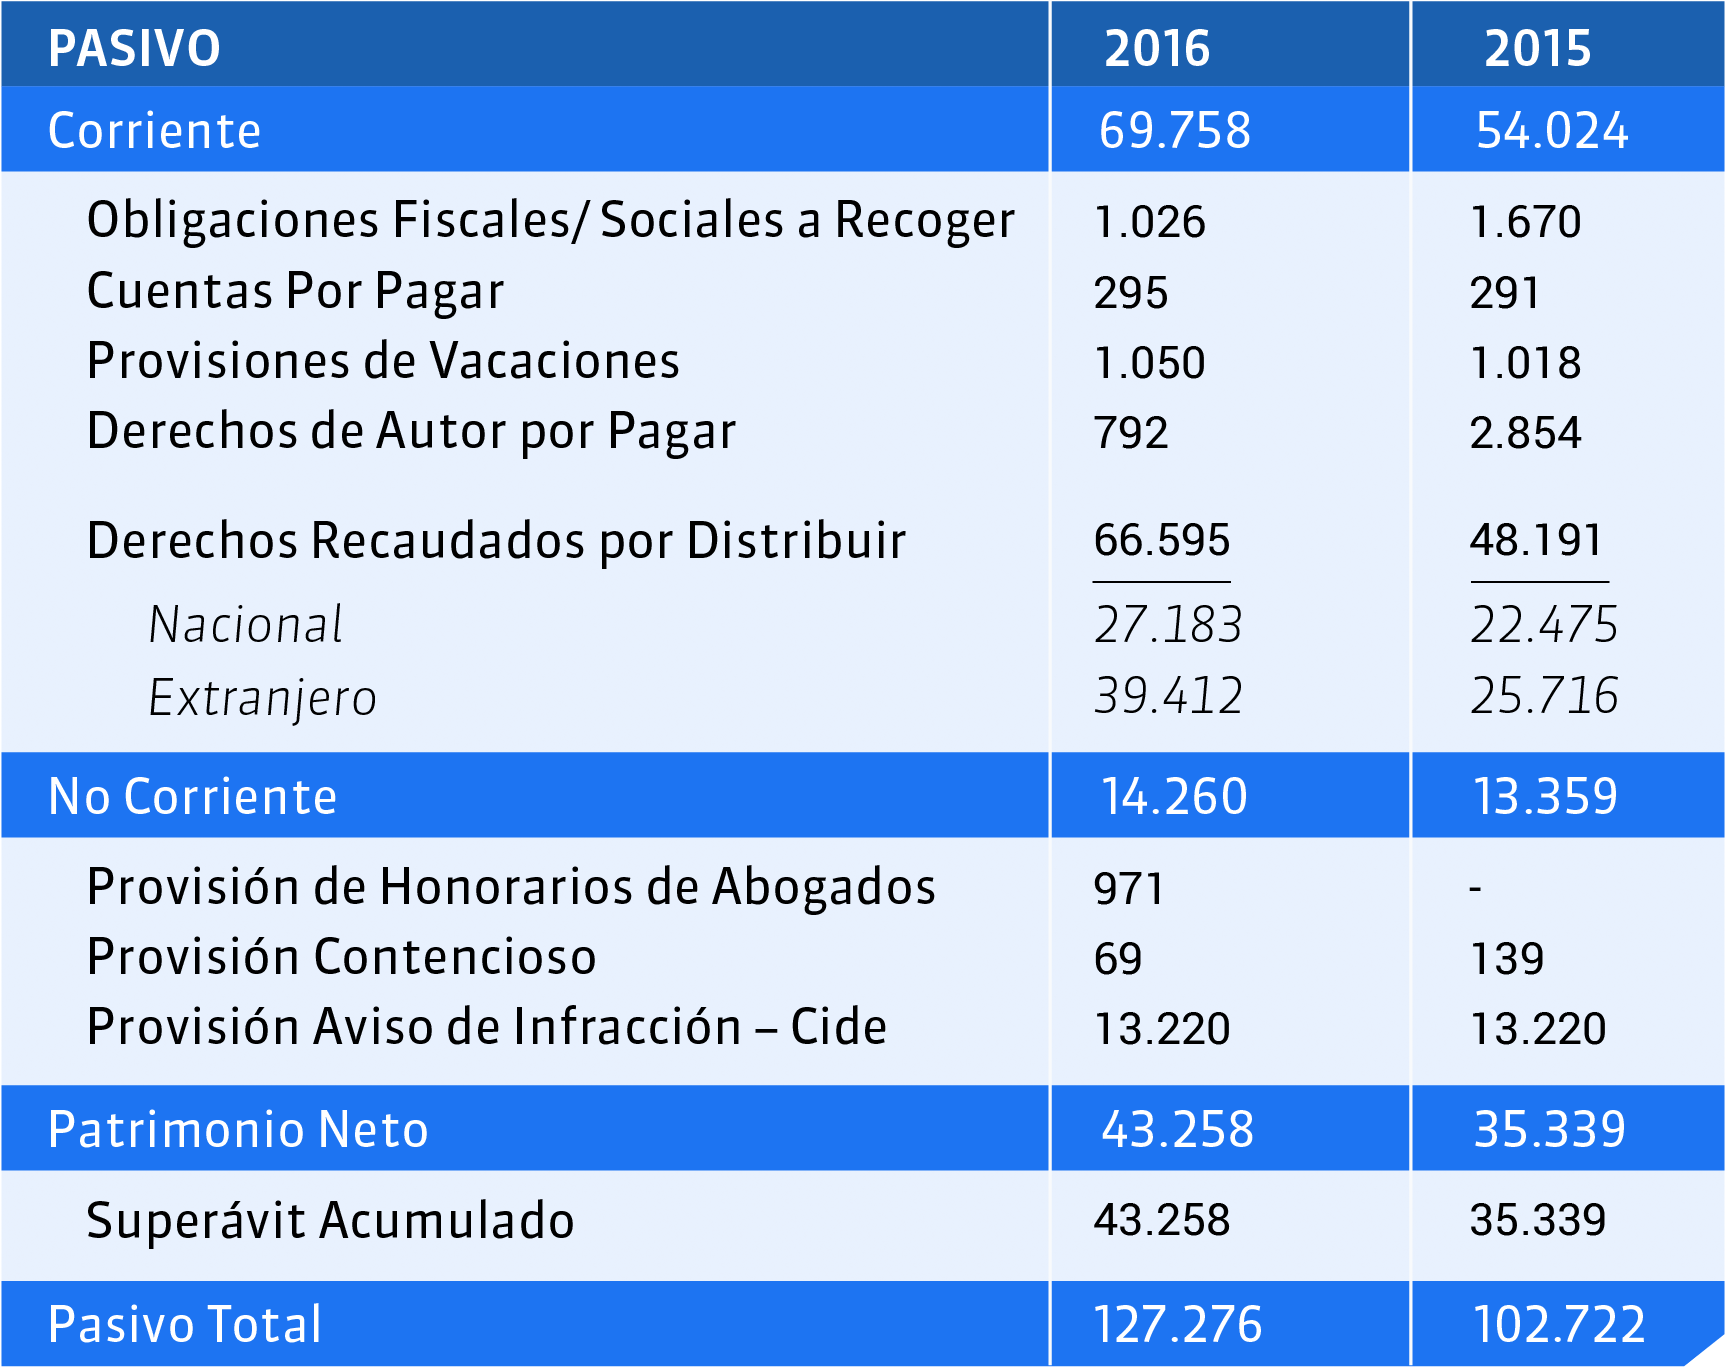 PASIVO 2016 2015
Corriente 69.758 54.024
Obligaciones Fiscales/ Sociales a Recoger 1.026 1.670
Cuentas Por Pagar 295 291
Provisiones de Vacaciones 1.050 1.018
Derechos de Autor por Pagar 792 2.854
Derechos Recaudados por Distribuir 66.595 48.191
Nacional 27.183 22.475
Extranjero 39.412 25.716
No Corriente 14.260 13.359
Provisión de Honorarios de Abogados 971 -
Provisión Contencioso 69 139
Provisión Aviso de Infracción – Cide 13.220 13.220
Patrimonio Neto 43.258 35.339
Superávit Acumulado 43.258 35.339
Pasivo Total 127.276 102.722